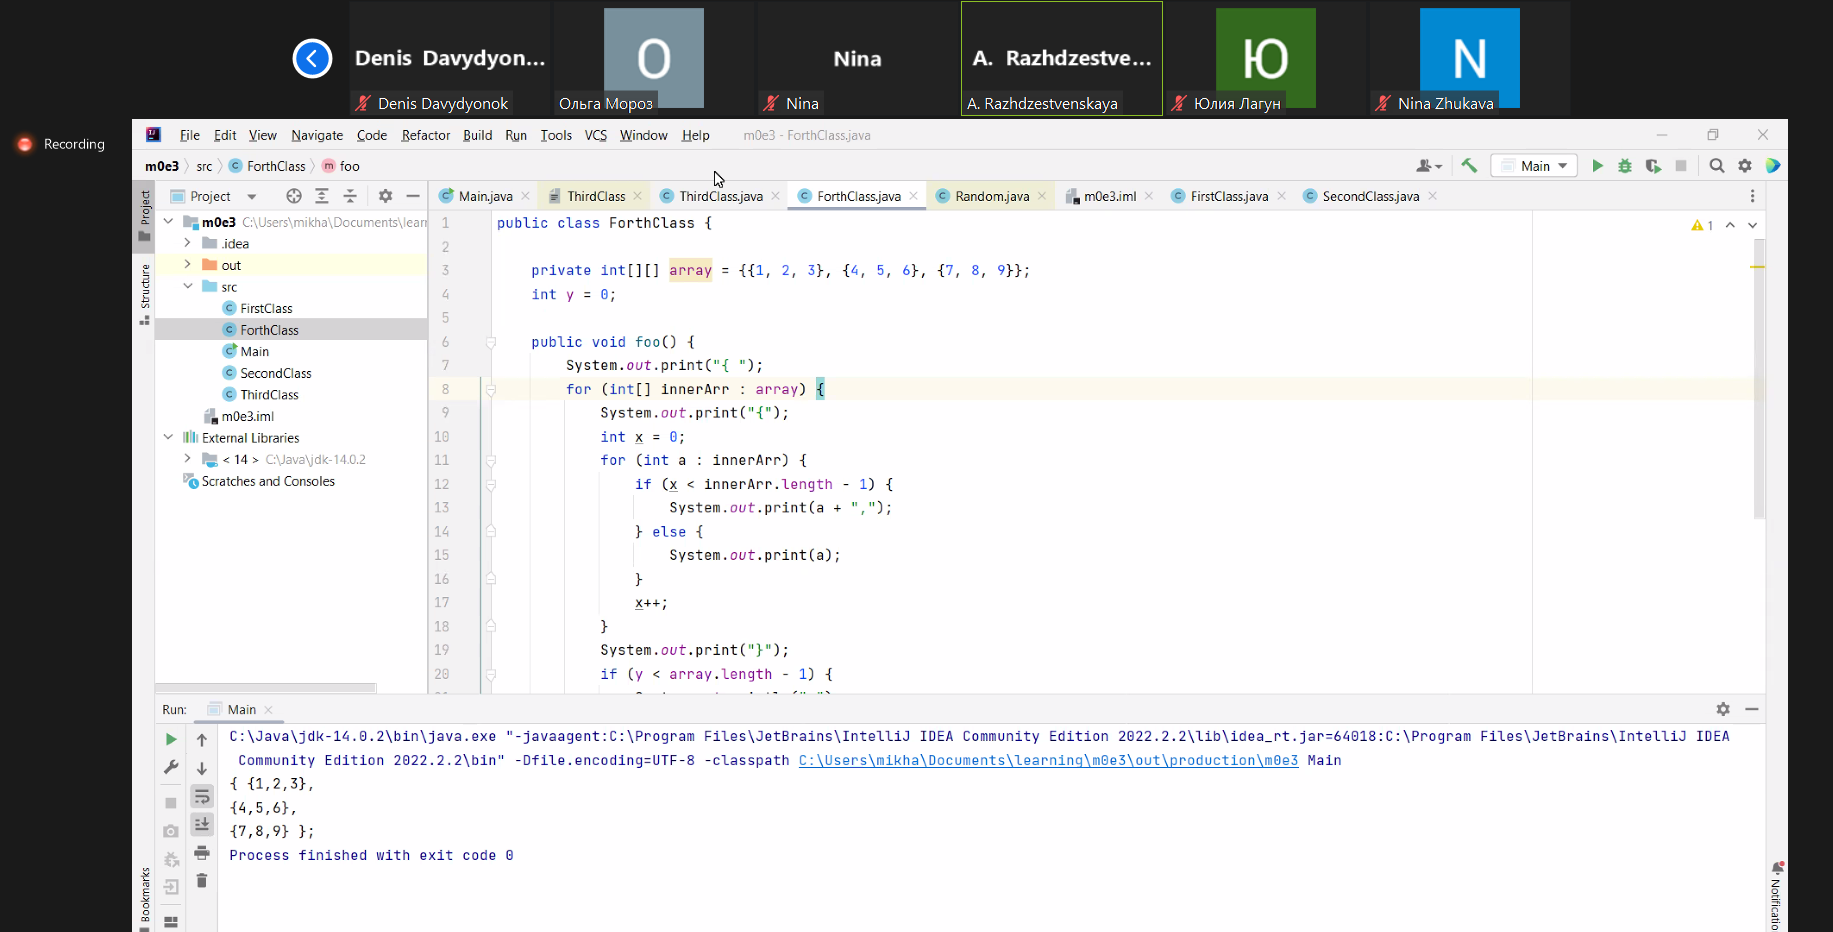 Denis Davydyon...
O
Nina
A. Razhdzestve...
Ю
N
Denis Davydyonok
Ольга Мороз
Nina
A. Razhdzestvenskaya
Юлия Лагун
Nina Zhukava
Recording
File Edit View Navigate Code Refactor Build Run Tools VCS Window Help m0e3 - ForthClass.java
m0e3 src ForthClass foo
Main
Project
Main.java ThirdClass ThirdClass.java ForthClass.java Random.java m0e3.iml FirstClass.java SecondClass.java
Project
Structure
Bookmarks
m0e3 C:\Users\mikha\Documents\lear
.idea
out
src
FirstClass
ForthClass
Main
SecondClass
ThirdClass
m0e3.iml
External Libraries
< 14 > C:\Java\jdk-14.0.2
Scratches and Consoles
1
1 public class ForthClass {
2
3 private int[][] array = {{1, 2, 3}, {4, 5, 6}, {7, 8, 9}};
4 int y = 0;
5
6 public void foo() {
7 System.out.print("{ ");
8 for (int[] innerArr : array) {
9 System.out.print("{");
10 int x = 0;
11 for (int a : innerArr) {
12 if (x < innerArr.length - 1) {
13 System.out.print(a + ",");
14 } else {
15 System.out.print(a);
16 }
17 x++;
18 }
19 System.out.print("}");
20 if (y < array.length - 1) {
Run: Main
C:\Java\jdk-14.0.2\bin\java.exe "-javaagent:C:\Program Files\JetBrains\IntelliJ IDEA Community Edition 2022.2.2\lib\idea_rt.jar=64018:C:\Program Files\JetBrains\IntelliJ IDEA
Community Edition 2022.2.2\bin" -Dfile.encoding=UTF-8 -classpath C:\Users\mikha\Documents\learning\m0e3\out\production\m0e3 Main
{ {1,2,3},
{4,5,6},
{7,8,9} };
Process finished with exit code 0
Notificatio